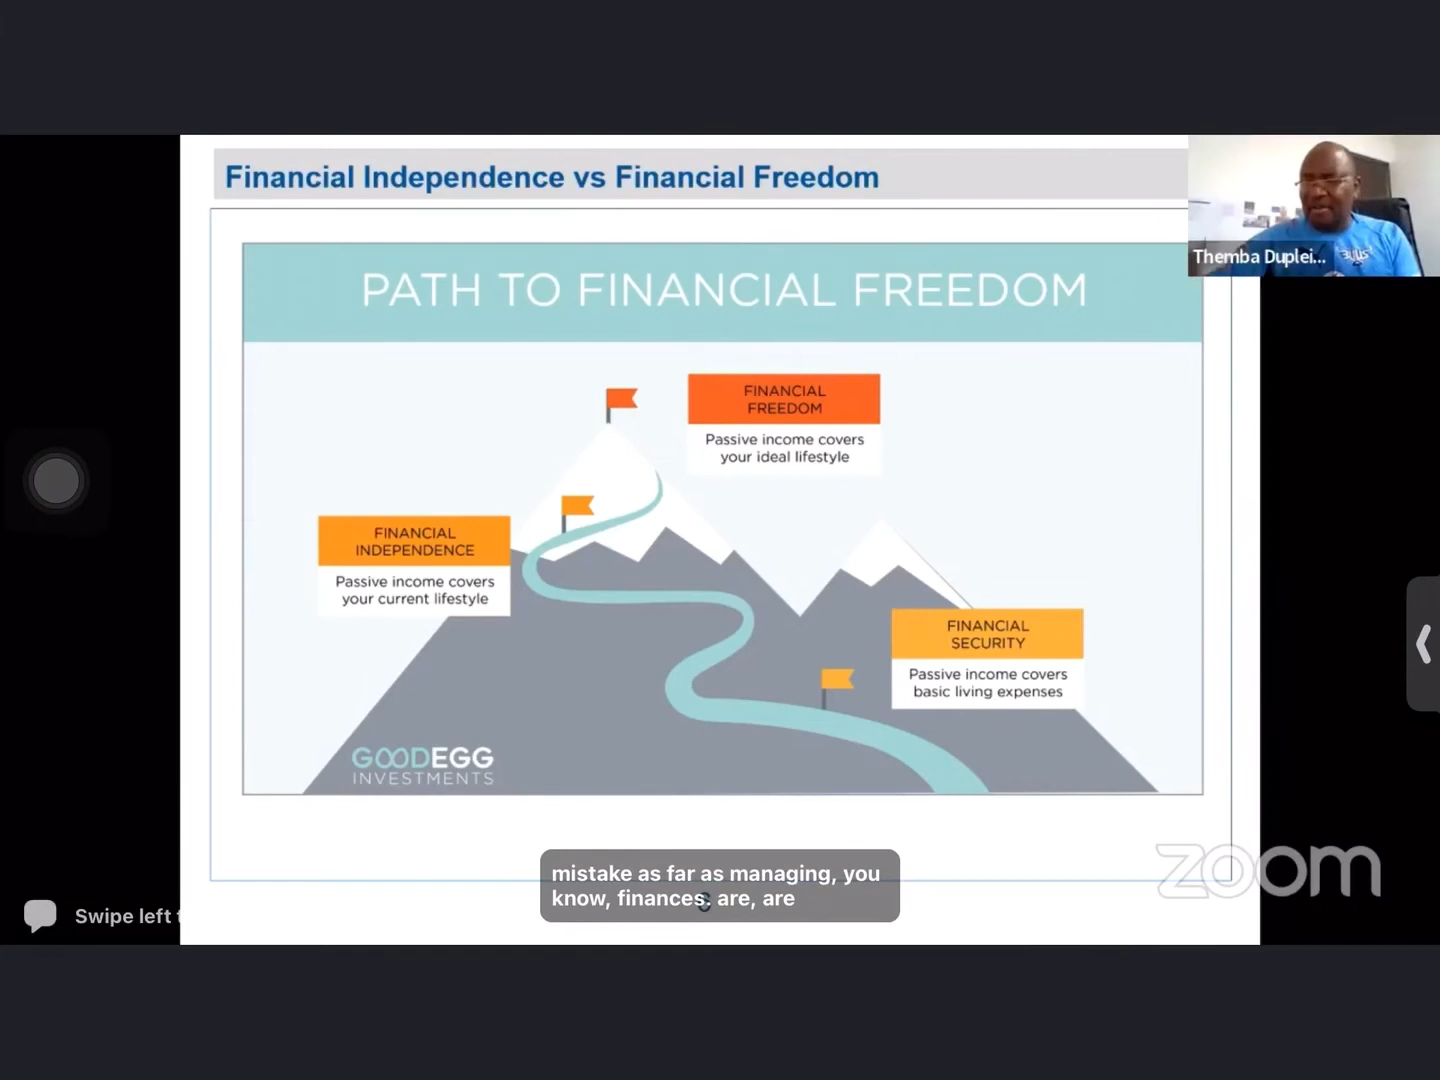 Financial Independence vs Financial Freedom
Themba Duplei...
PATH TO FINANCIAL FREEDOM
FINANCIAL
FREEDOM
Passive income covers
your ideal lifestyle
FINANCIAL
INDEPENDENCE
Passive income covers
your current lifestyle
FINANCIAL
SECURITY
Passive income covers
basic living expenses
GOODEGG
INVESTMENTS
zoom
mistake as far as managing, you
know, finances. are, are
Swipe left